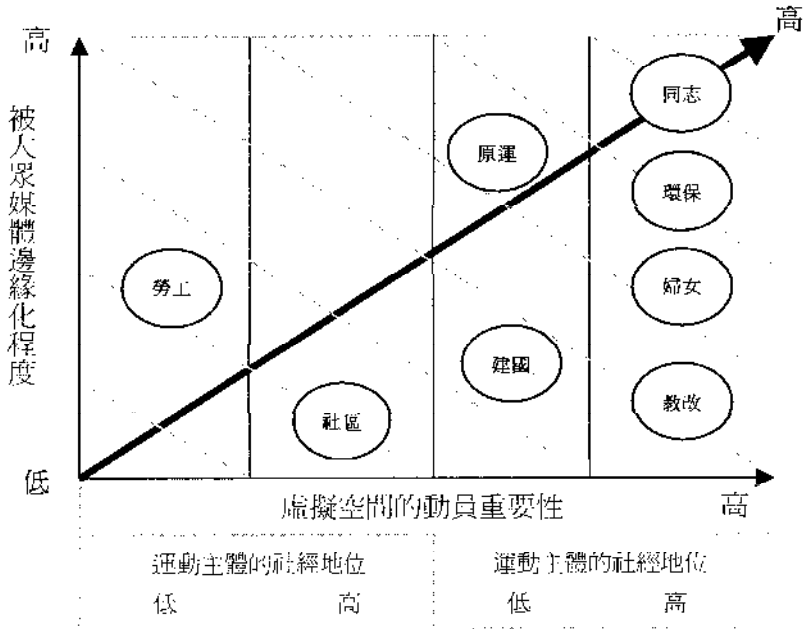 高
高
被人眾媒體邊緣化程度
同志
原運
環保
勞工
婦女
建國
教改
社區
低
虛擬空間的動員重要性
高
運動主體的社經地位
運動主體的社經地位
低
高
低
高